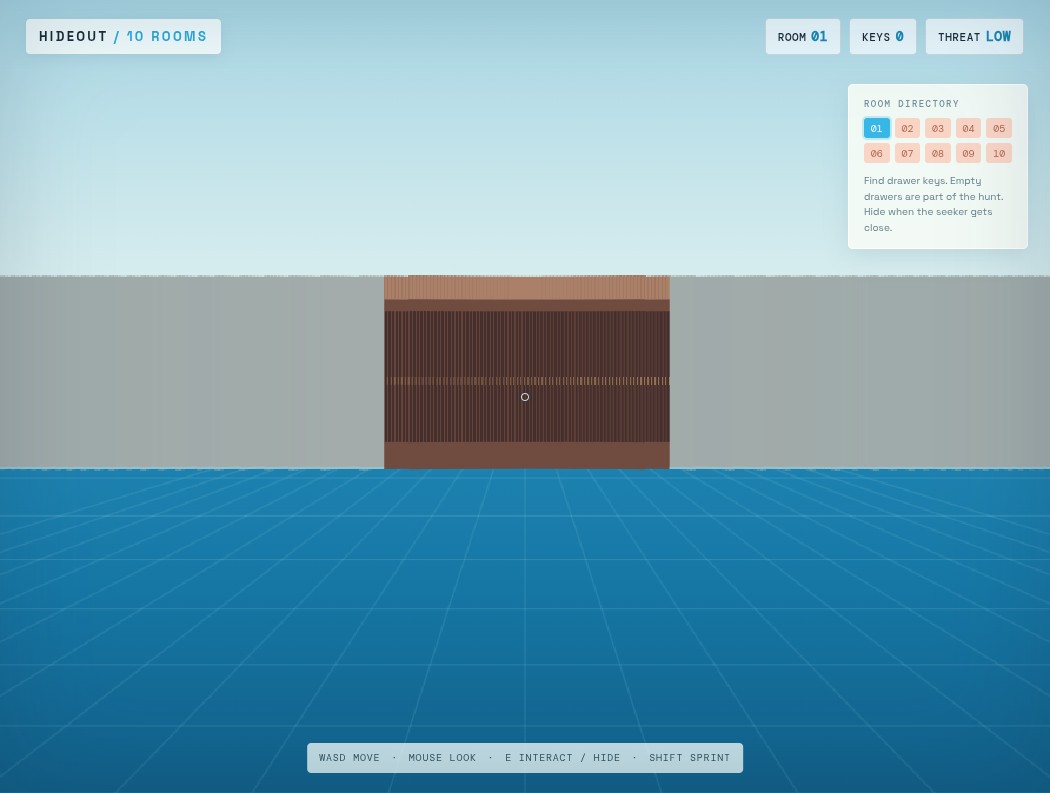 HIDEOUT / 10 ROOMS
ROOM 01
KEYS 0
THREAT LOW
ROOM DIRECTORY
01 02 03 04 05
06 07 08 09 10
Find drawer keys. Empty
drawers are part of the hunt.
Hide when the seeker gets
close.
WASD MOVE · MOUSE LOOK · E INTERACT / HIDE · SHIFT SPRINT